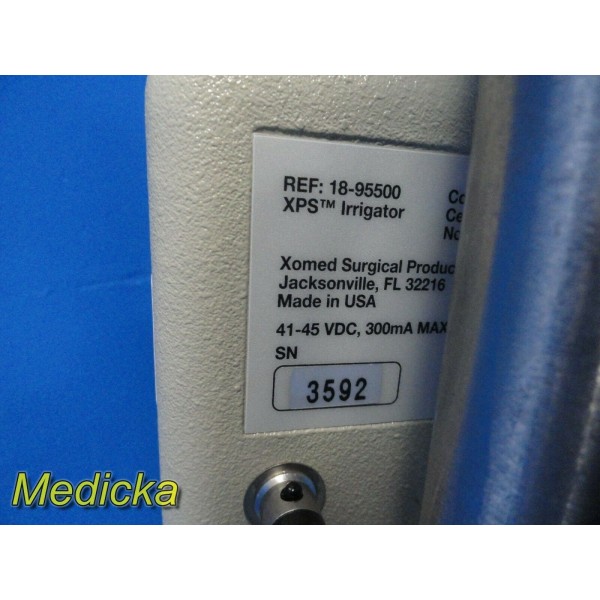 REF: 18-95500
XPS™ Irrigator
Xomed Surgical
Jacksonville, FL 32216
Made in USA
41-45 VDC, 300mA MAX
SN
3592
Medicka